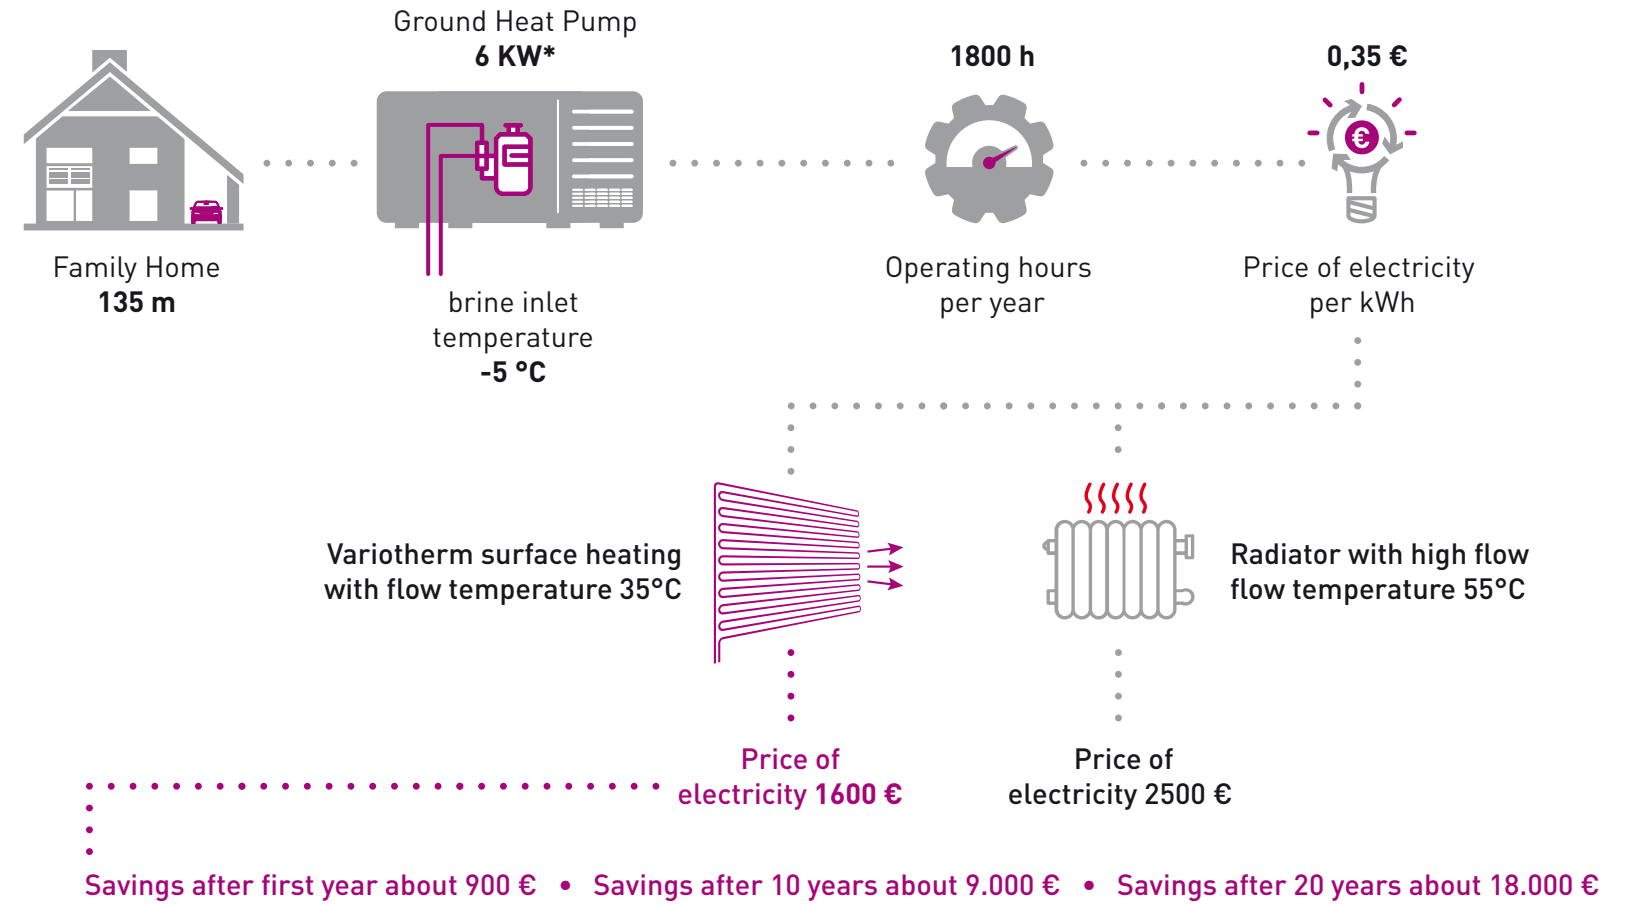 Ground Heat Pump
6 KW*
1800 h
0,35 €
€
Family Home
135 m
brine inlet
temperature
-5 °C
Operating hours
per year
Price of electricity
per kWh
Variotherm surface heating
with flow temperature 35°C
Radiator with high flow
flow temperature 55°C
Price of
electricity 1600 €
Price of
electricity 2500 €
Savings after first year about 900 € • Savings after 10 years about 9.000 € • Savings after 20 years about 18.000 €